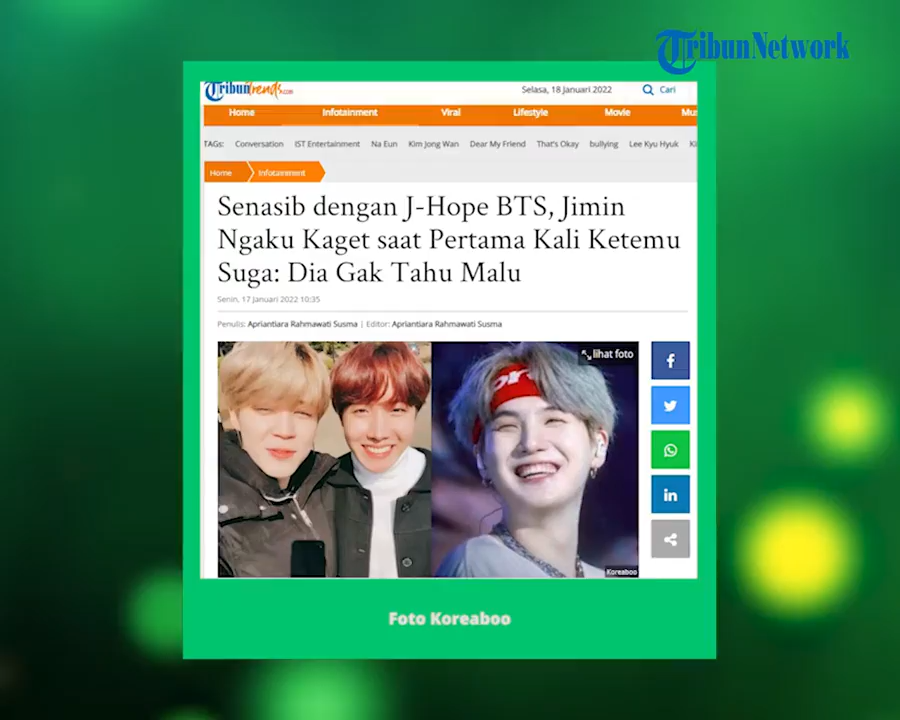 TribunNetwork
Tribuntrends.com
Selasa, 18 Januari 2022
Cari
Home Infotainment Viral Lifestyle Movie
TAGs: Conversation IST Entertainment Na Eun Kim Jong Wan Dear My Friend That's Okay bullying Lee Kyu Hyuk
Home Infotainment
Senasib dengan J-Hope BTS, Jimin
Ngaku Kaget saat Pertama Kali Ketemu
Suga: Dia Gak Tahu Malu
Senin, 17 Januari 2022 10:35
Penulis: Apriantiara Rahmawati Susma | Editor: Apriantiara Rahmawati Susma
lihat foto
Koreaboo
Foto Koreaboo